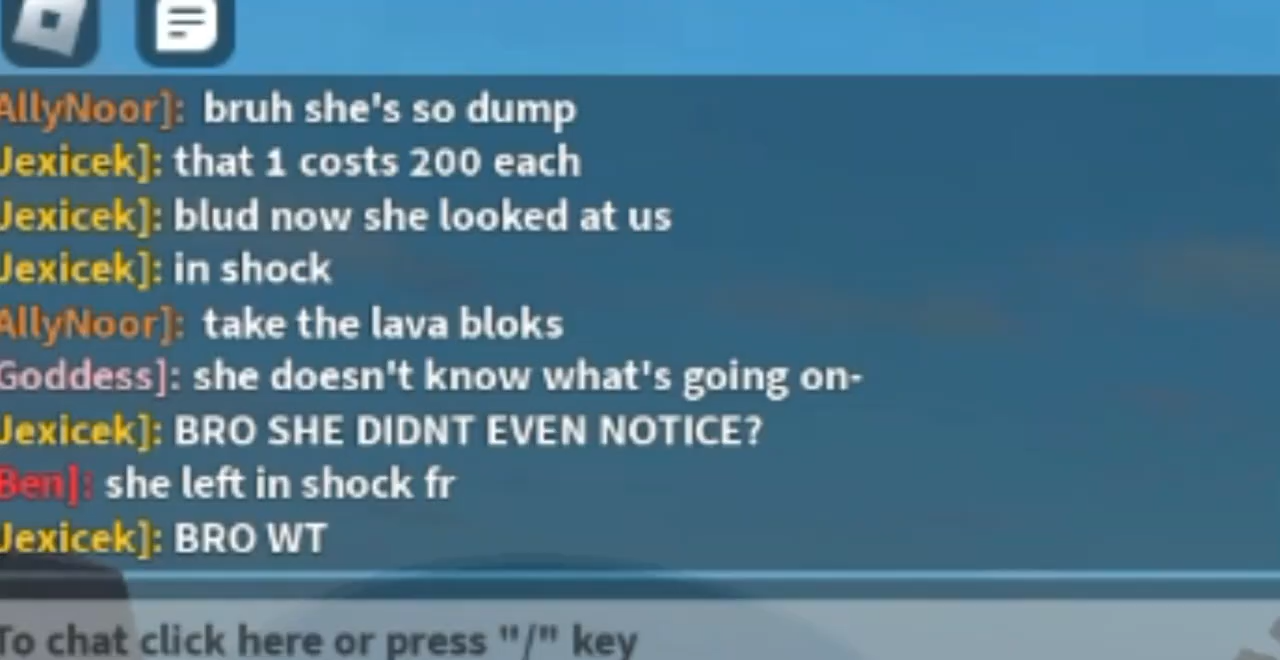 AllyNoor]: bruh she's so dump
Jexicek]: that 1 costs 200 each
Jexicek]: blud now she looked at us
Jexicek]: in shock
AllyNoor]: take the lava bloks
Goddess]: she doesn't know what's going on-
Jexicek]: BRO SHE DIDNT EVEN NOTICE?
Ben]: she left in shock fr
Jexicek]: BRO WT
To chat click here or press "/" key